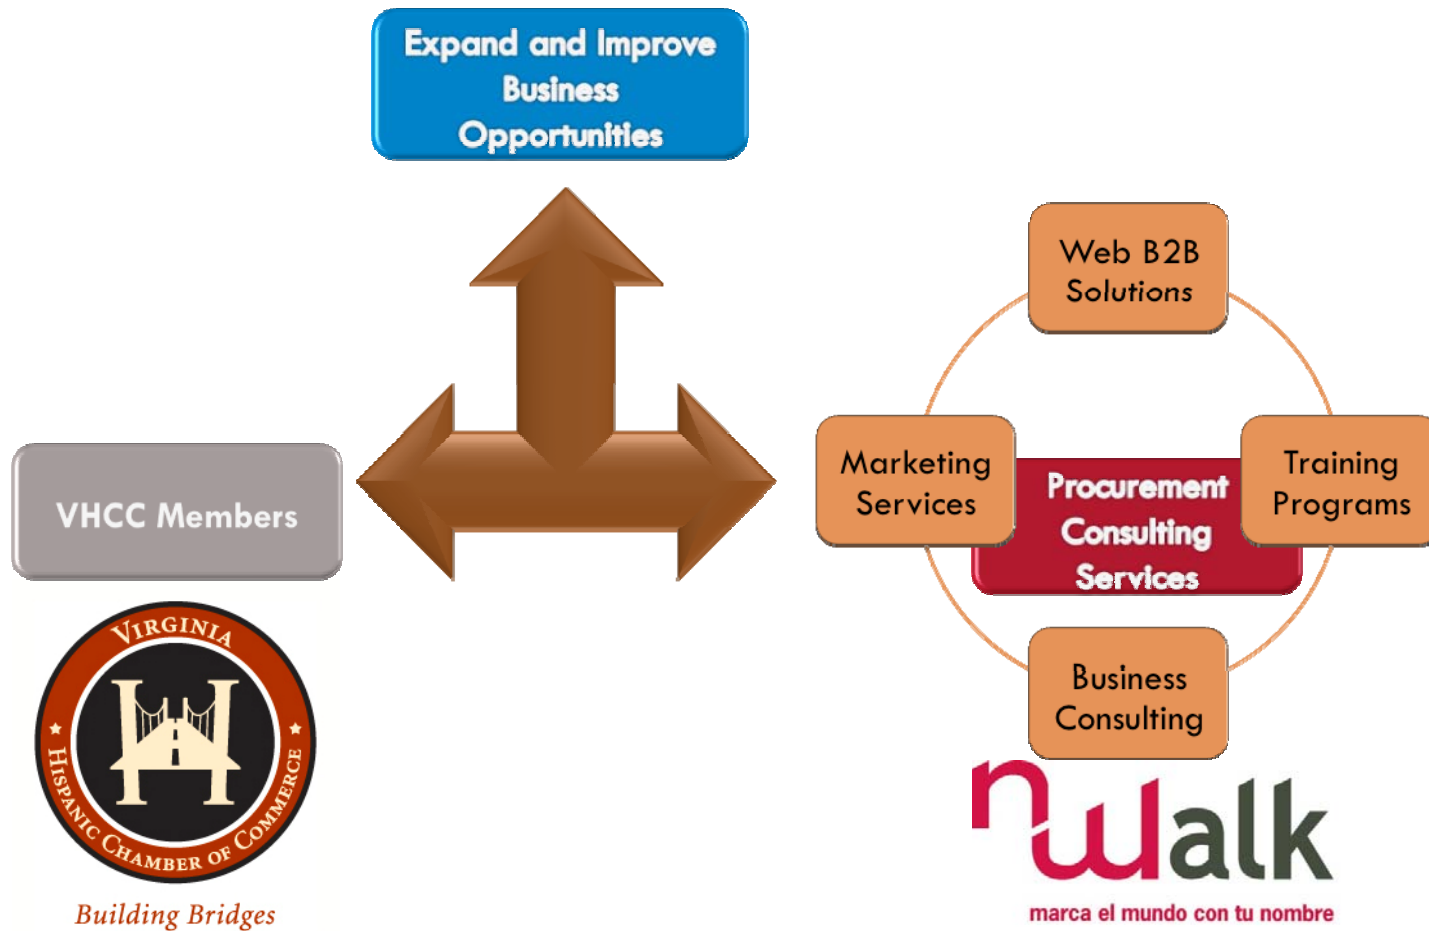 Expand and Improve
Business
Opportunities
Web B2B
Solutions
Marketing
Services
Procurement
Consulting
Services
Training
Programs
VHCC Members
Business
Consulting
VIRGINIA
HISPANIC CHAMBER OF COMMERCE
Building Bridges
nwalk
marca el mundo con tu nombre